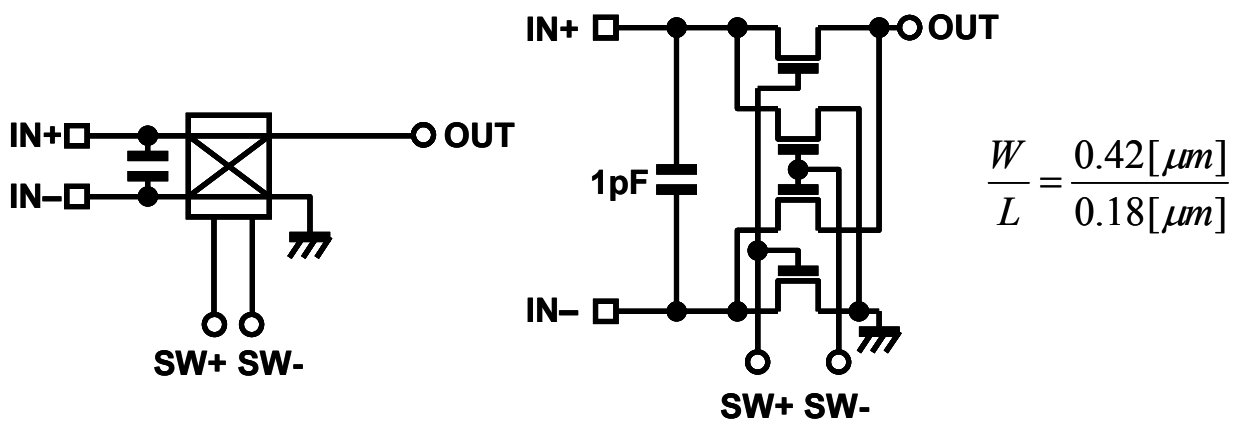 IN+
IN–
OUT
SW+ SW-
IN+
OUT
1pF
IN–
SW+ SW-
W/L = 0.42[μm]/0.18[μm]